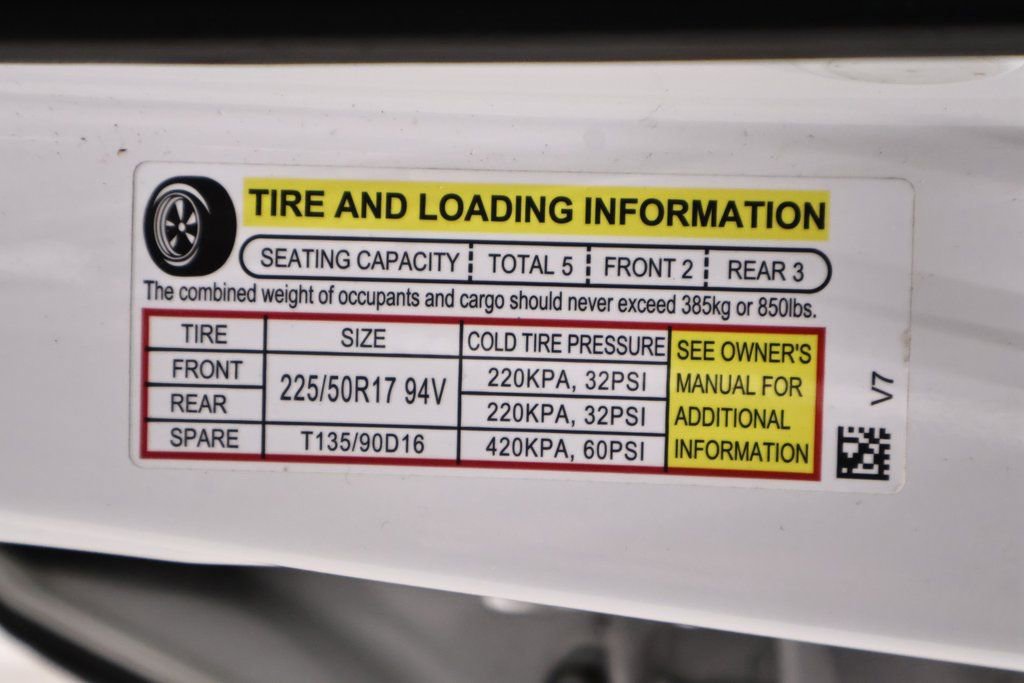 TIRE AND LOADING INFORMATION
SEATING CAPACITY TOTAL 5 FRONT 2 REAR 3
The combined weight of occupants and cargo should never exceed 385kg or 850lbs.
TIRE SIZE COLD TIRE PRESSURE
FRONT 225/50R17 94V 220KPA, 32PSI
REAR 220KPA, 32PSI
SPARE T135/90D16 420KPA, 60PSI
SEE OWNER'S
MANUAL FOR
ADDITIONAL
INFORMATION
V7